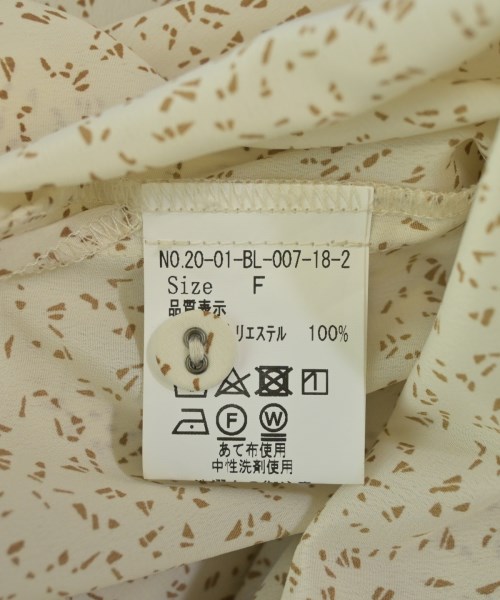 NO.20-01-BL-007-18-2
Size F
品質表示
リエステル 100%
F W
あて布使用
中性洗剤使用